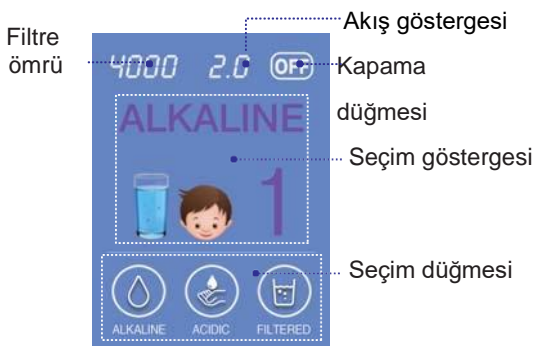 Akış göstergesi
Filtre
ömrü
4000 2.0 OFF
Kapama
düğmesi
ALKALINE
Seçim göstergesi
1
Seçim düğmesi
ALKALINE ACIDIC FILTERED